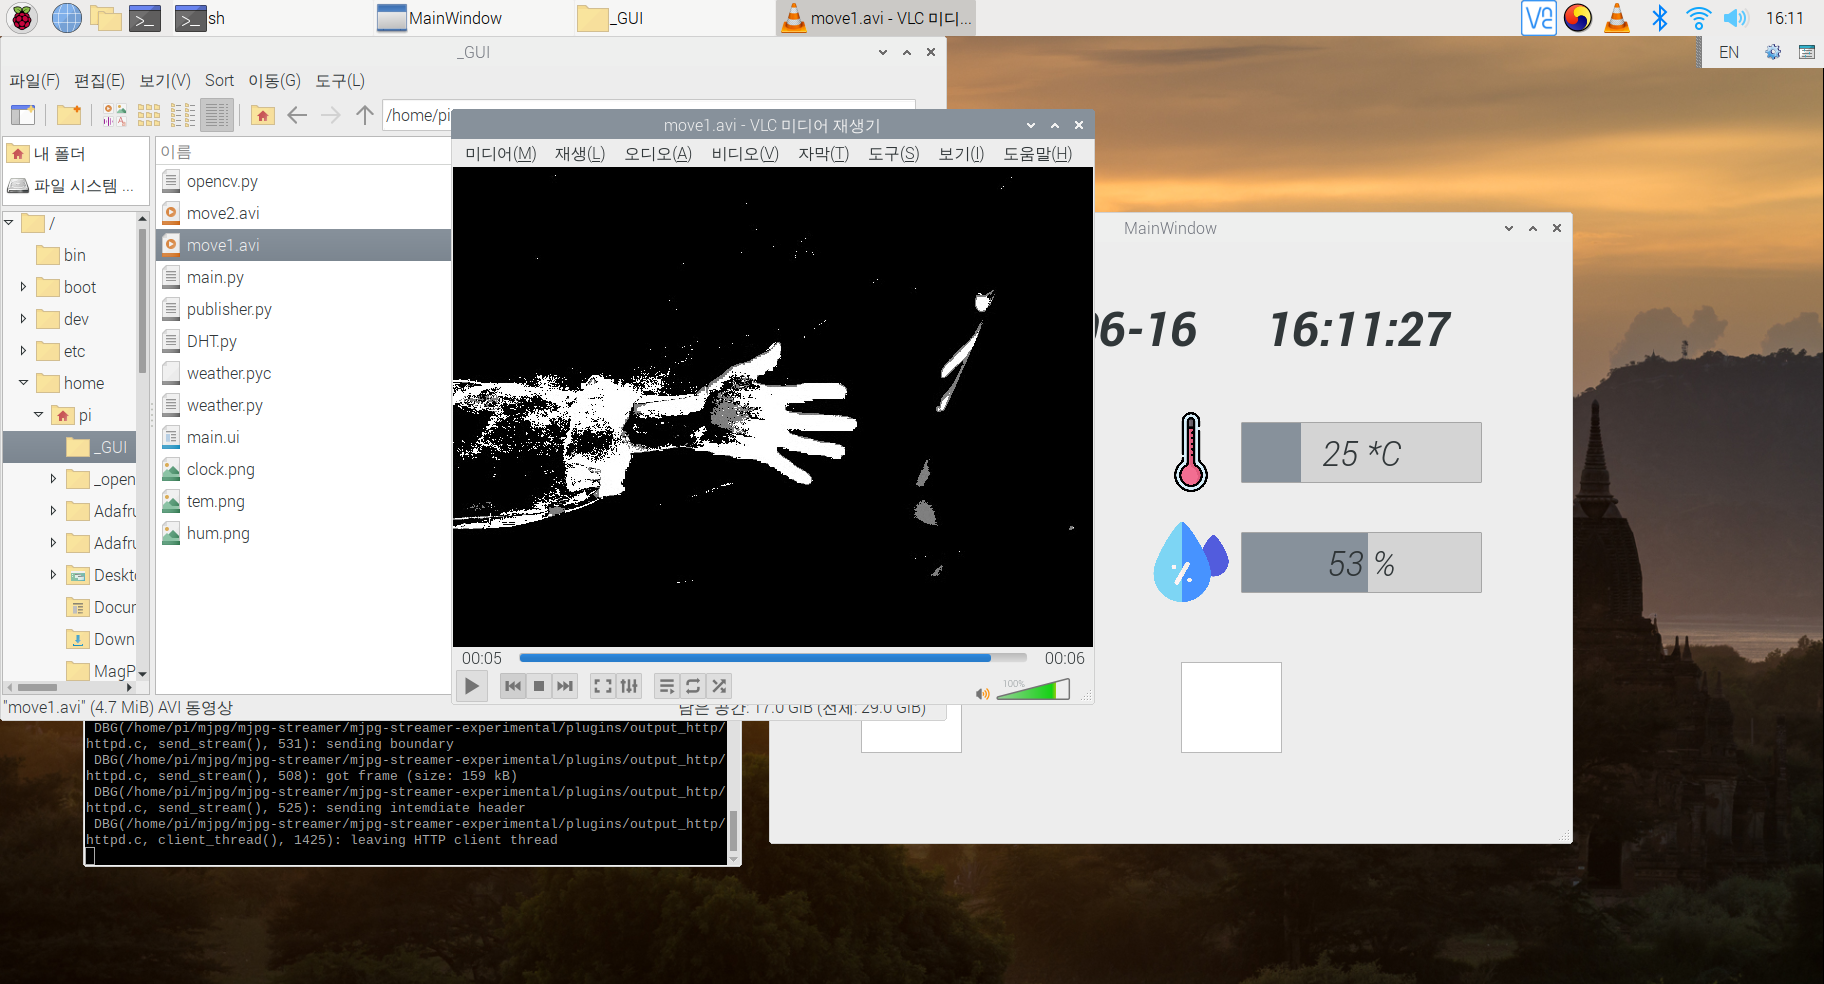 sh
MainWindow
_GUI
move1.avi - VLC 미디...
16:11
EN
_GUI
파일(F) 편집(E) 보기(V) Sort 이동(G) 도구(L)
/home/pi
내 폴더
파일 시스템 ...
/
bin
boot
dev
etc
home
pi
_GUI
_open
Adafru
Adafru
Deskto
Docur
Down
MagP
이름
opencv.py
move2.avi
move1.avi
main.py
publisher.py
DHT.py
weather.pyc
weather.py
main.ui
clock.png
tem.png
hum.png
"move1.avi" (4.7 MiB) AVI 동영상
남은 공간: 17.0 GiB (전체: 29.0 GiB)
move1.avi - VLC 미디어 재생기
미디어(M) 재생(L) 오디오(A) 비디오(V) 자막(T) 도구(S) 보기(I) 도움말(H)
00:05
00:06
100%
MainWindow
06-16 16:11:27
25 *C
53 %
DBG(/home/pi/mjpg/mjpg-streamer/mjpg-streamer-experimental/plugins/output_http/
httpd.c, send_stream(), 531): sending boundary
DBG(/home/pi/mjpg/mjpg-streamer/mjpg-streamer-experimental/plugins/output_http/
httpd.c, send_stream(), 508): got frame (size: 159 kB)
DBG(/home/pi/mjpg/mjpg-streamer/mjpg-streamer-experimental/plugins/output_http/
httpd.c, send_stream(), 525): sending intemdiate header
DBG(/home/pi/mjpg/mjpg-streamer/mjpg-streamer-experimental/plugins/output_http/
httpd.c, client_thread(), 1425): leaving HTTP client thread